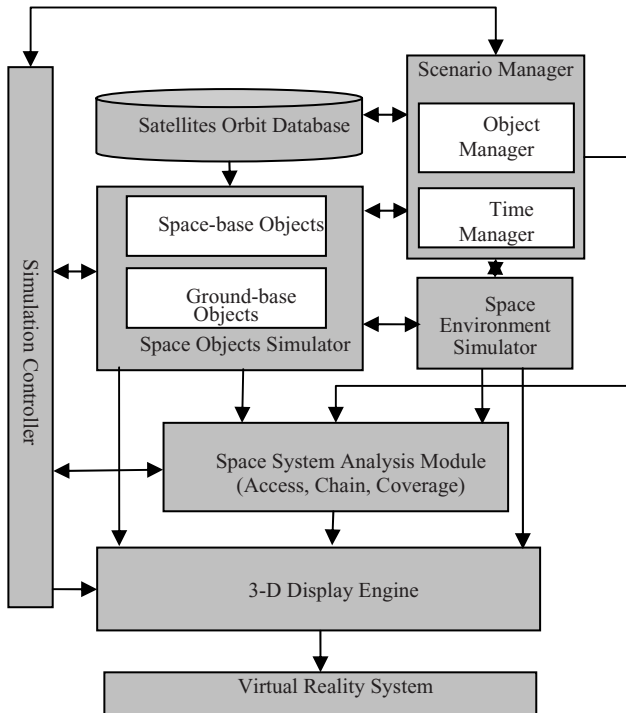 Scenario Manager
Object
Manager
Time
Manager
Satellites Orbit Database
Space-base Objects
Ground-base
Objects
Space Objects Simulator
Space
Environment
Simulator
Simulation Controller
Space System Analysis Module
(Access, Chain, Coverage)
3-D Display Engine
Virtual Reality System